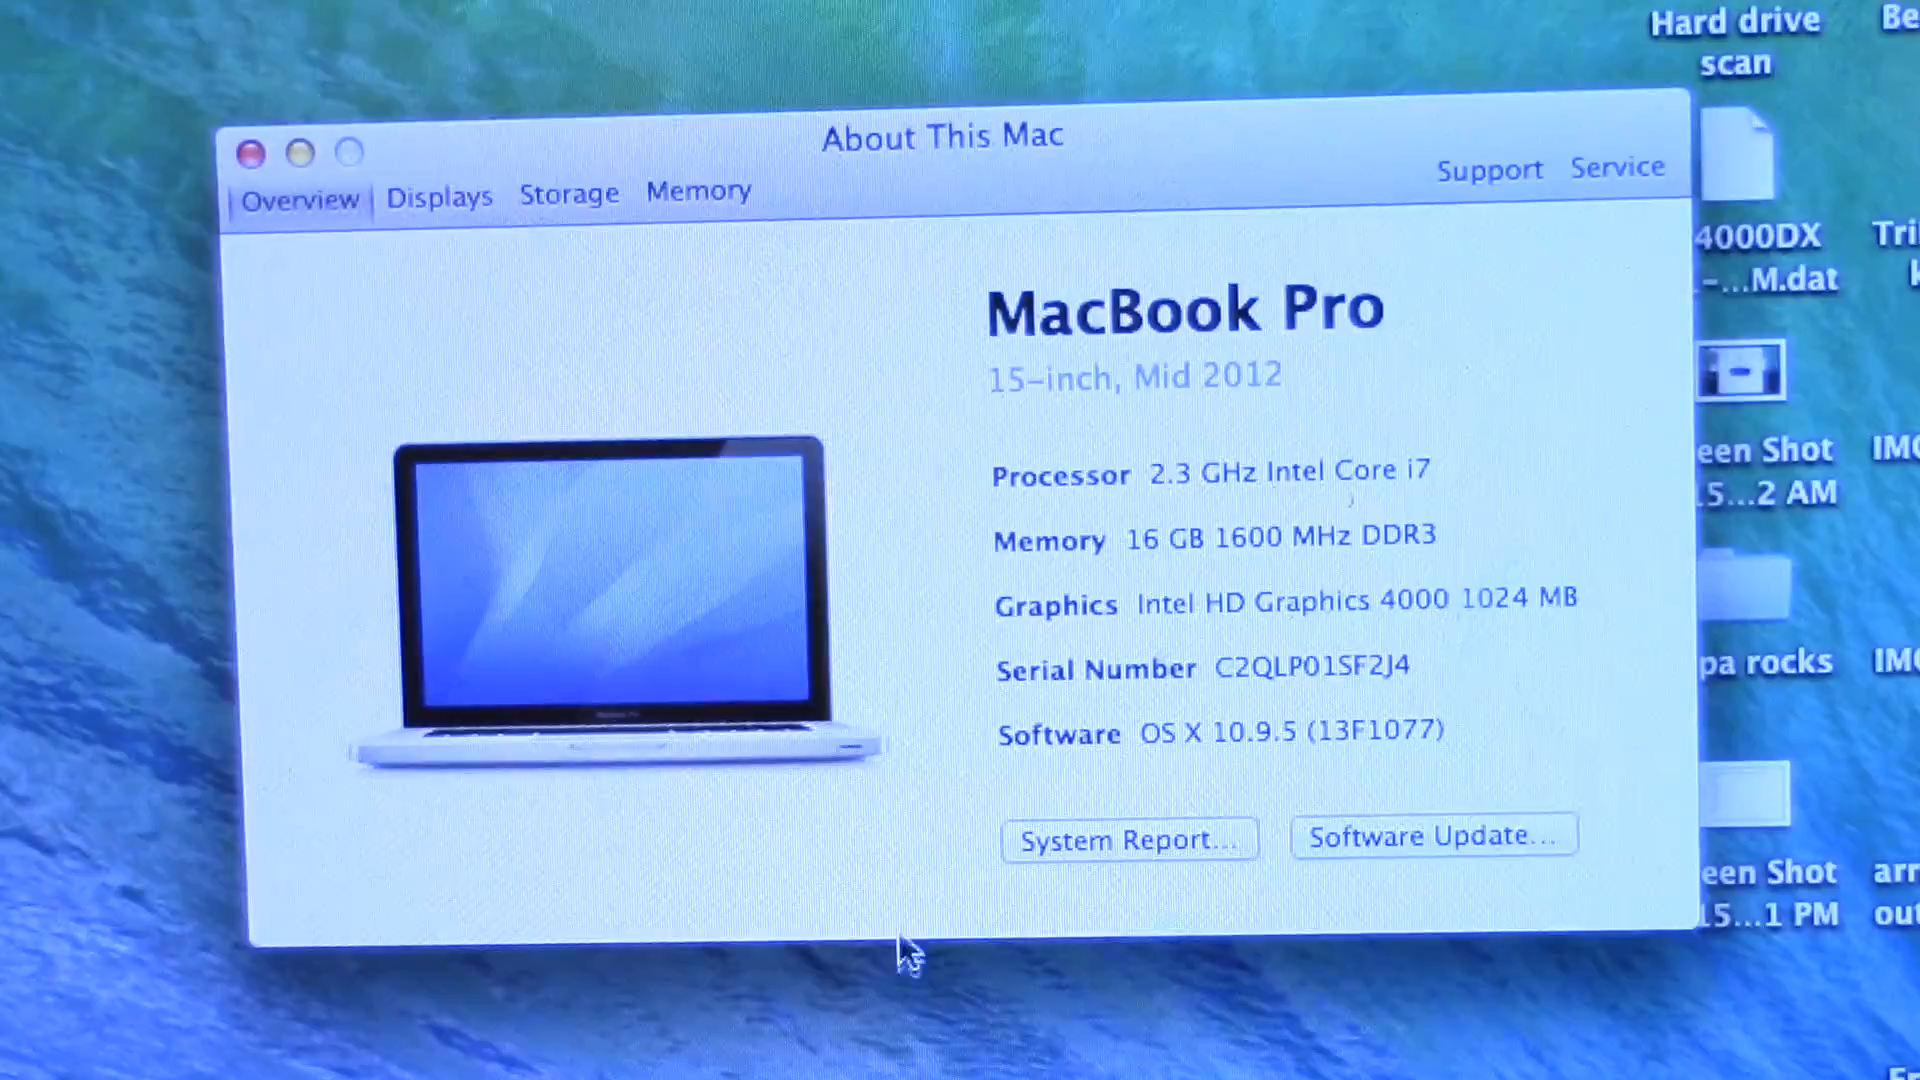 Hard drive
scan
About This Mac
Overview Displays Storage Memory
Support Service
MacBook Pro
15-inch, Mid 2012
Processor 2.3 GHz Intel Core i7
Memory 16 GB 1600 MHz DDR3
Graphics Intel HD Graphics 4000 1024 MB
Serial Number C2QLP01SF2J4
Software OS X 10.9.5 (13F1077)
System Report... Software Update...
4000DX
-...M.dat
een Shot
5...2 AM
pa rocks
een Shot
15...1 PM
Be
Tri
k
IMG
IMG
arr
out